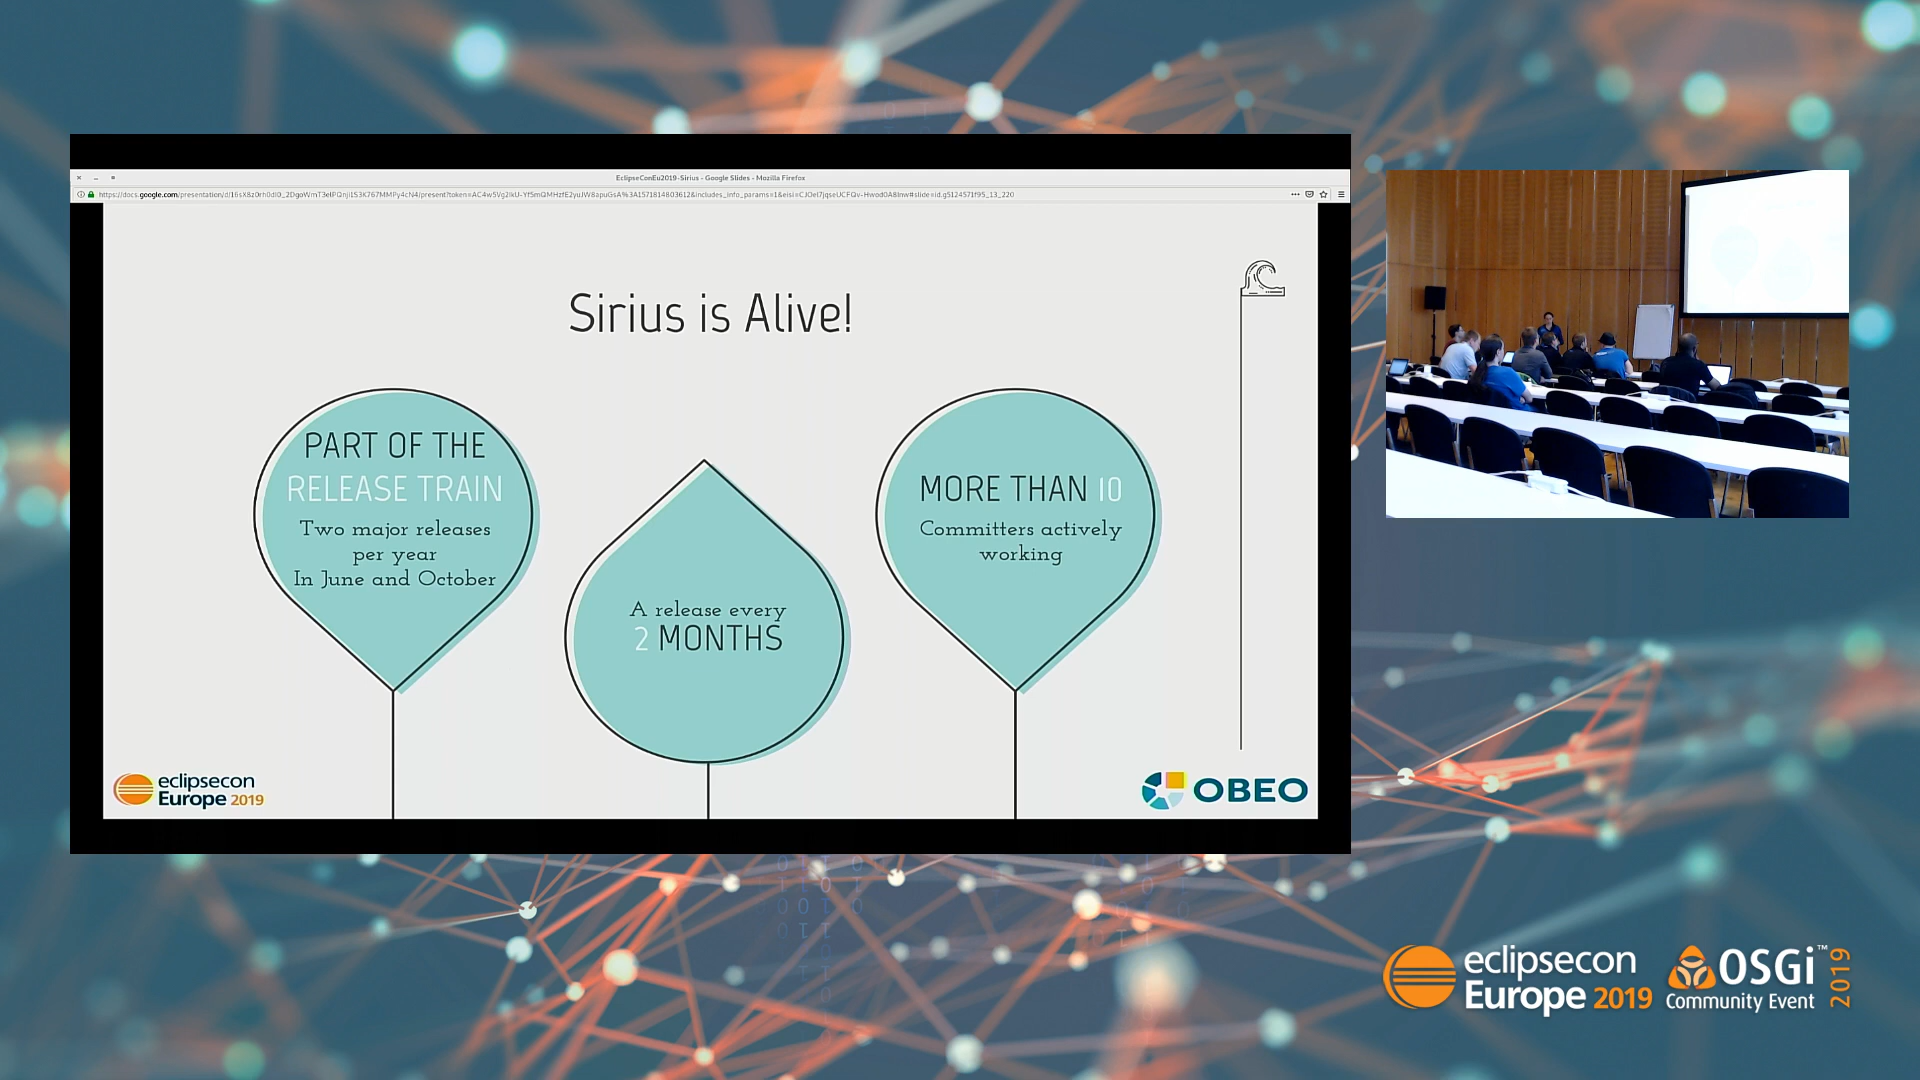 EclipseConEu2019-Sirius - Google Slides - Mozilla Firefox
Sirius is Alive!
PART OF THE
RELEASE TRAIN
Two major releases
per year
In June and October
A release every
2 MONTHS
MORE THAN 10
Committers actively
working
eclipsecon
Europe 2019
OBEO
eclipsecon
Europe 2019
OSGi™
Community Event
2019